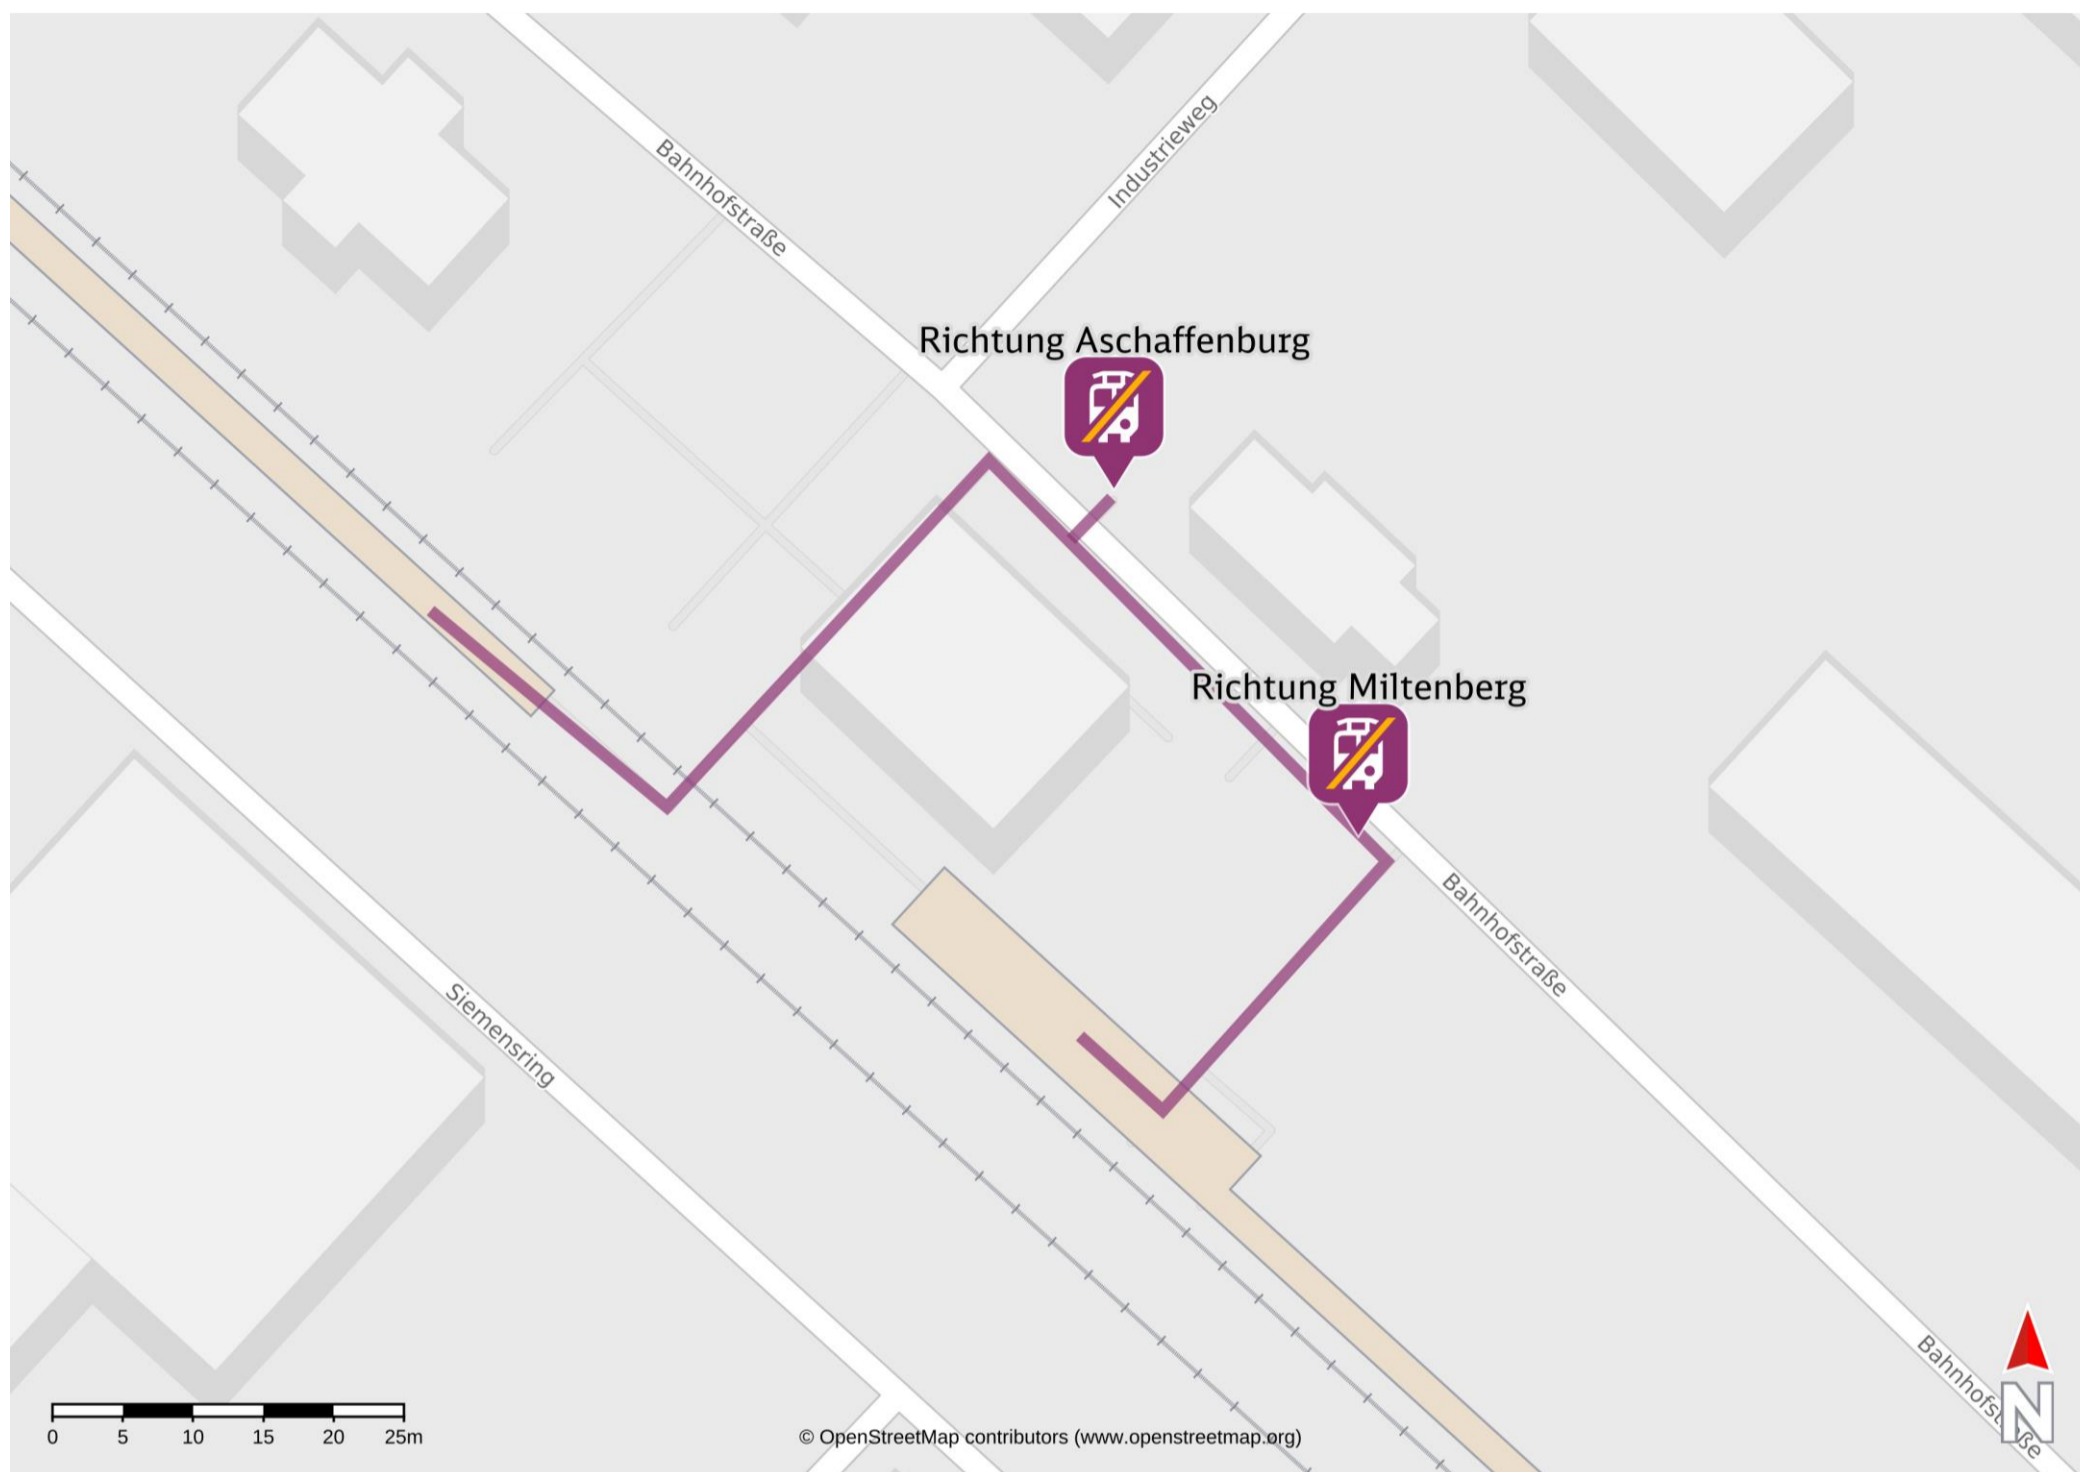 Bahnhofstraße
Industrieweg
Richtung Aschaffenburg
Richtung Miltenberg
Bahnhofstraße
Siemensring
Bahnhofstraße
N
0 5 10 15 20 25m
© OpenStreetMap contributors (www.openstreetmap.org)